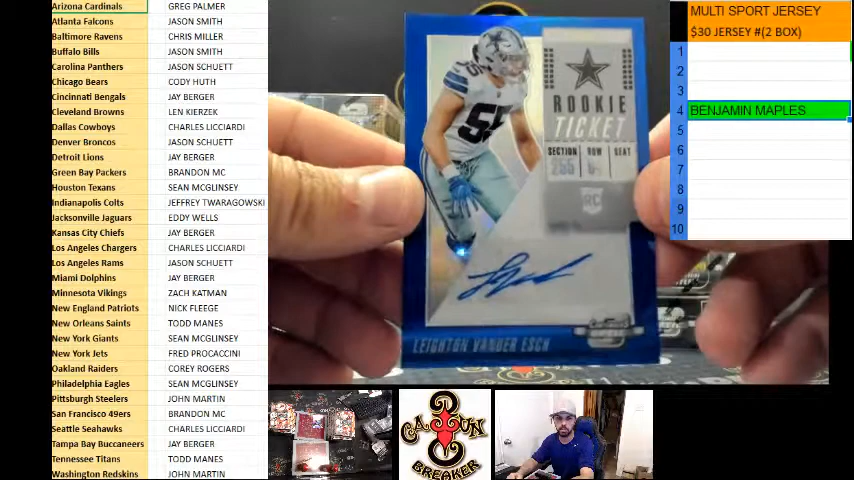 Arizona Cardinals GREG PALMER
Atlanta Falcons JASON SMITH
Baltimore Ravens CHRIS MILLER
Buffalo Bills JASON SMITH
Carolina Panthers JASON SCHUETT
Chicago Bears CODY HUTH
Cincinnati Bengals JAY BERGER
Cleveland Browns LEN KIERZEK
Dallas Cowboys CHARLES LICCIARDI
Denver Broncos JASON SCHUETT
Detroit Lions JAY BERGER
Green Bay Packers BRANDON MC
Houston Texans SEAN MCGLINSEY
Indianapolis Colts JEFFREY TWARAGOWSKI
Jacksonville Jaguars EDDY WELLS
Kansas City Chiefs JAY BERGER
Los Angeles Chargers CHARLES LICCIARDI
Los Angeles Rams JASON SCHUETT
Miami Dolphins JAY BERGER
Minnesota Vikings ZACH KATMAN
New England Patriots NICK FLEEGE
New Orleans Saints TODD MANES
New York Giants SEAN MCGLINSEY
New York Jets FRED PROCACCINI
Oakland Raiders COREY ROGERS
Philadelphia Eagles SEAN MCGLINSEY
Pittsburgh Steelers JOHN MARTIN
San Francisco 49ers BRANDON MC
Seattle Seahawks CHARLES LICCIARDI
Tampa Bay Buccaneers JAY BERGER
Tennessee Titans TODD MANES
Washington Redskins JOHN MARTIN
55
ROOKIE
TICKET
SECTION ROW SEAT
RC
Contenders
LEIGHTON VANDER ESCH
MULTI SPORT JERSEY
$30 JERSEY #(2 BOX)
1
2
3
4 BENJAMIN MAPLES
5
6
7
8
9
10
CAJUN
BREAKER